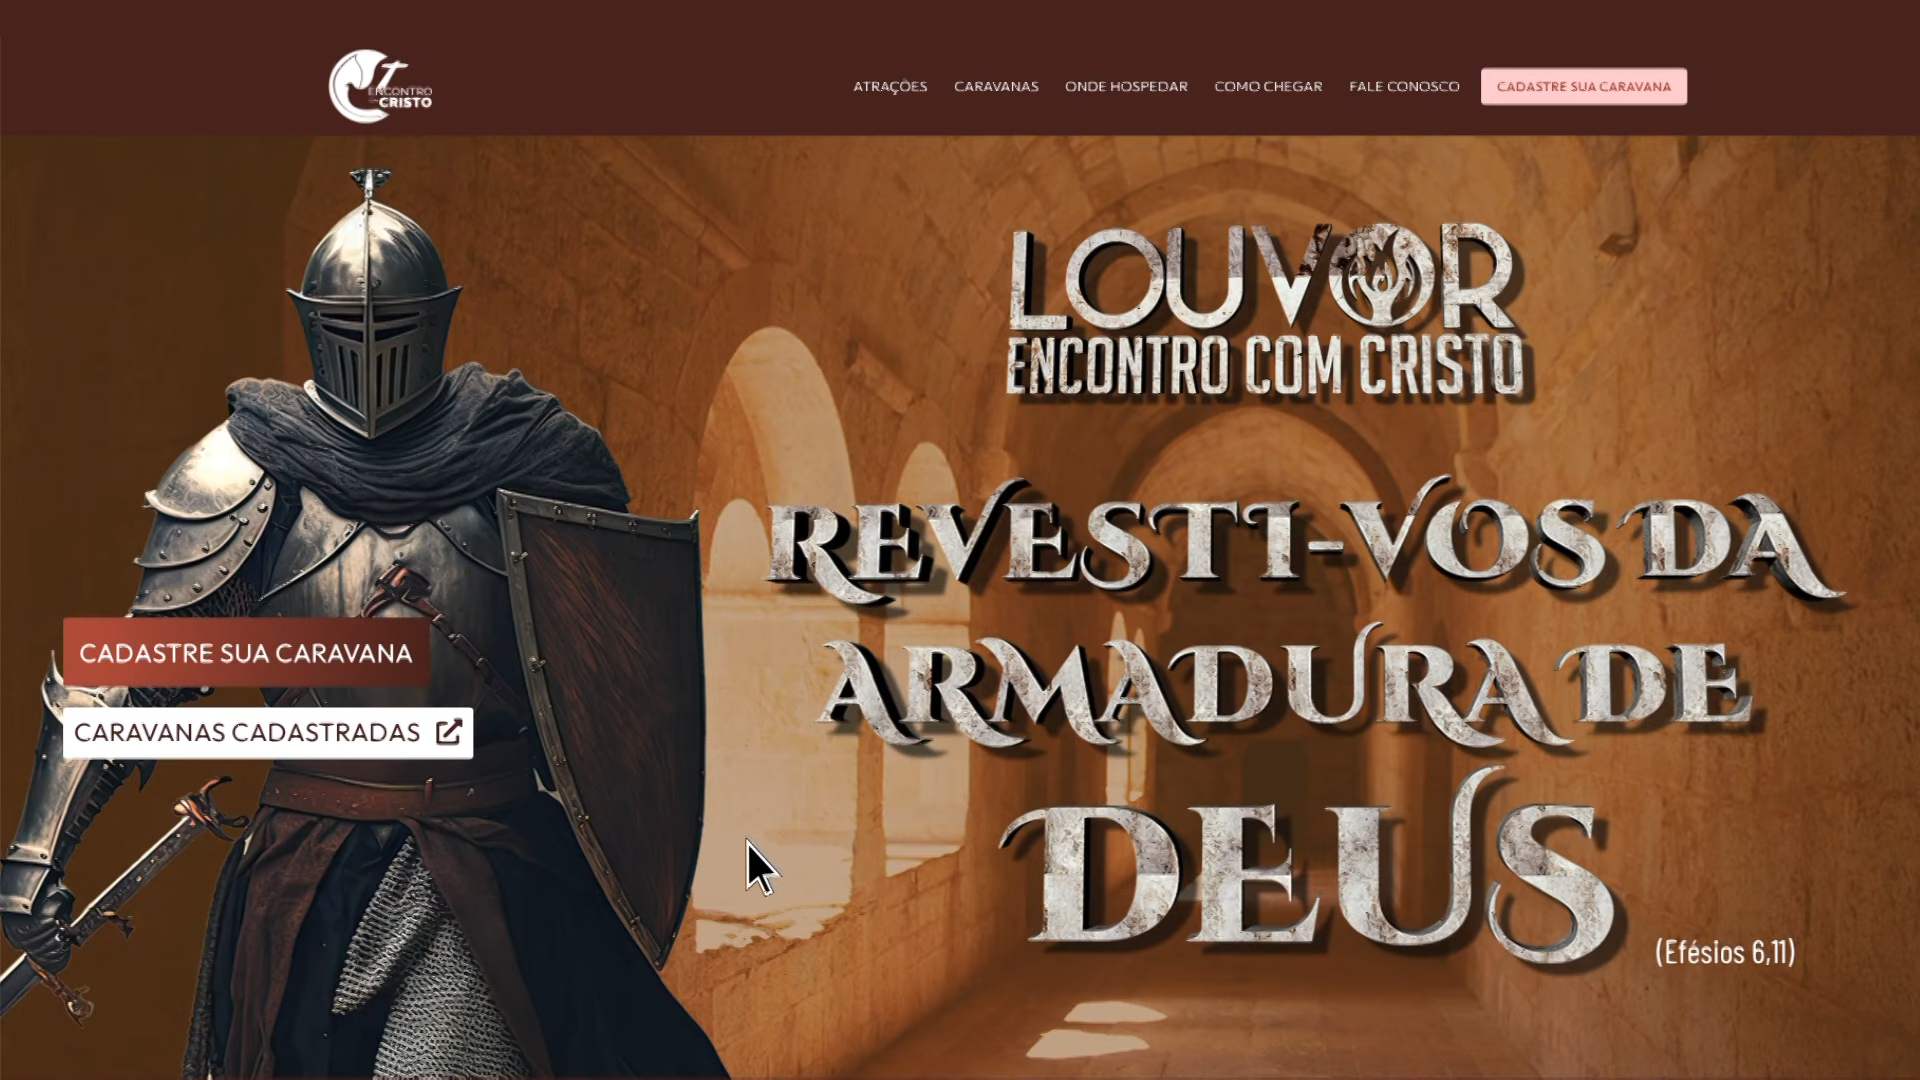 ENCONTRO
CRISTO
ATRAÇÕES
CARAVANAS
ONDE HOSPEDAR
COMO CHEGAR
FALE CONOSCO
CADASTRE SUA CARAVANA
LOUVOR
ENCONTRO COM CRISTO
REVESTI-VOS DA
ARMADURA DE
DEUS
(Efésios 6,11)
CADASTRE SUA CARAVANA
CARAVANAS CADASTRADAS